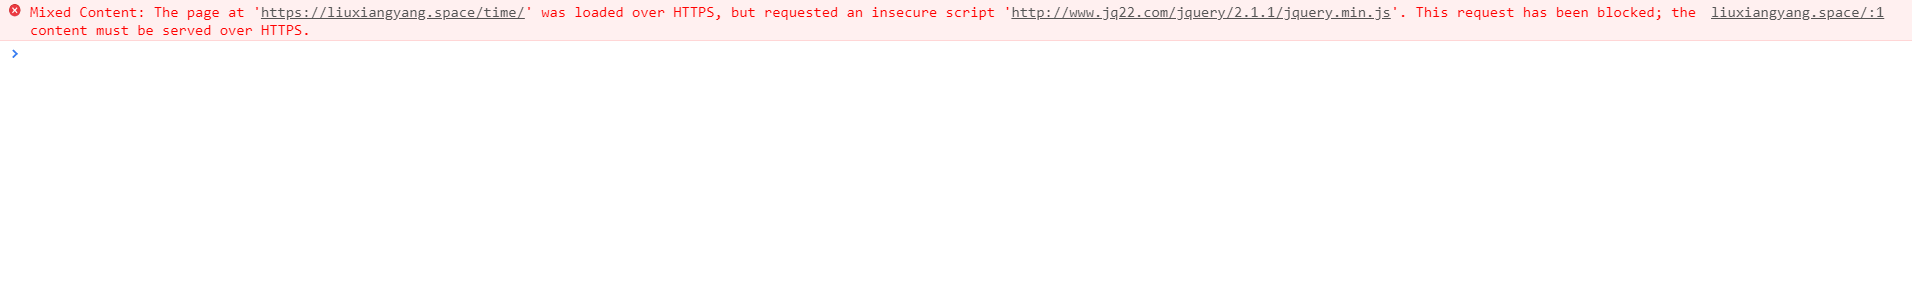 Mixed Content: The page at 'https://liuxiangyang.space/time/' was loaded over HTTPS, but requested an insecure script 'http://www.jq22.com/jquery/2.1.1/jquery.min.js'. This request has been blocked; the liuxiangyang.space/:1
content must be served over HTTPS.